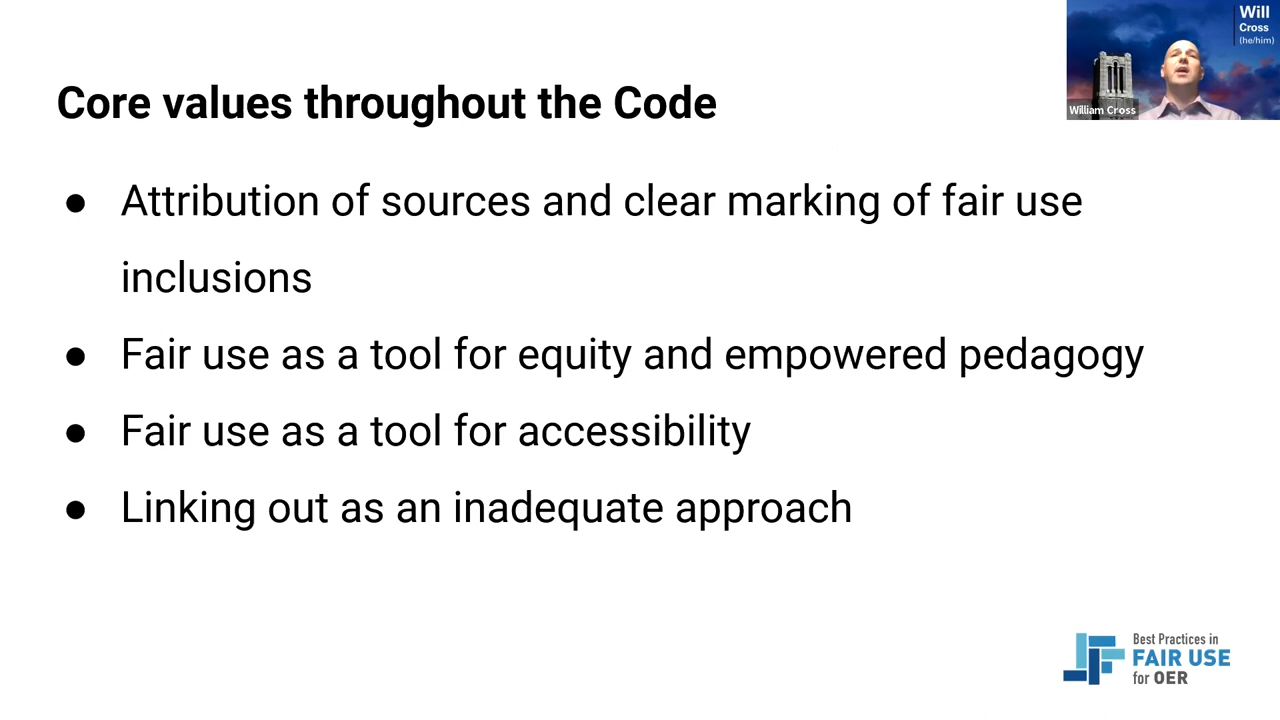 Will
Cross
(he/him)
William Cross
Core values throughout the Code
● Attribution of sources and clear marking of fair use
inclusions
● Fair use as a tool for equity and empowered pedagogy
● Fair use as a tool for accessibility
● Linking out as an inadequate approach
Best Practices in
FAIR USE
for OER